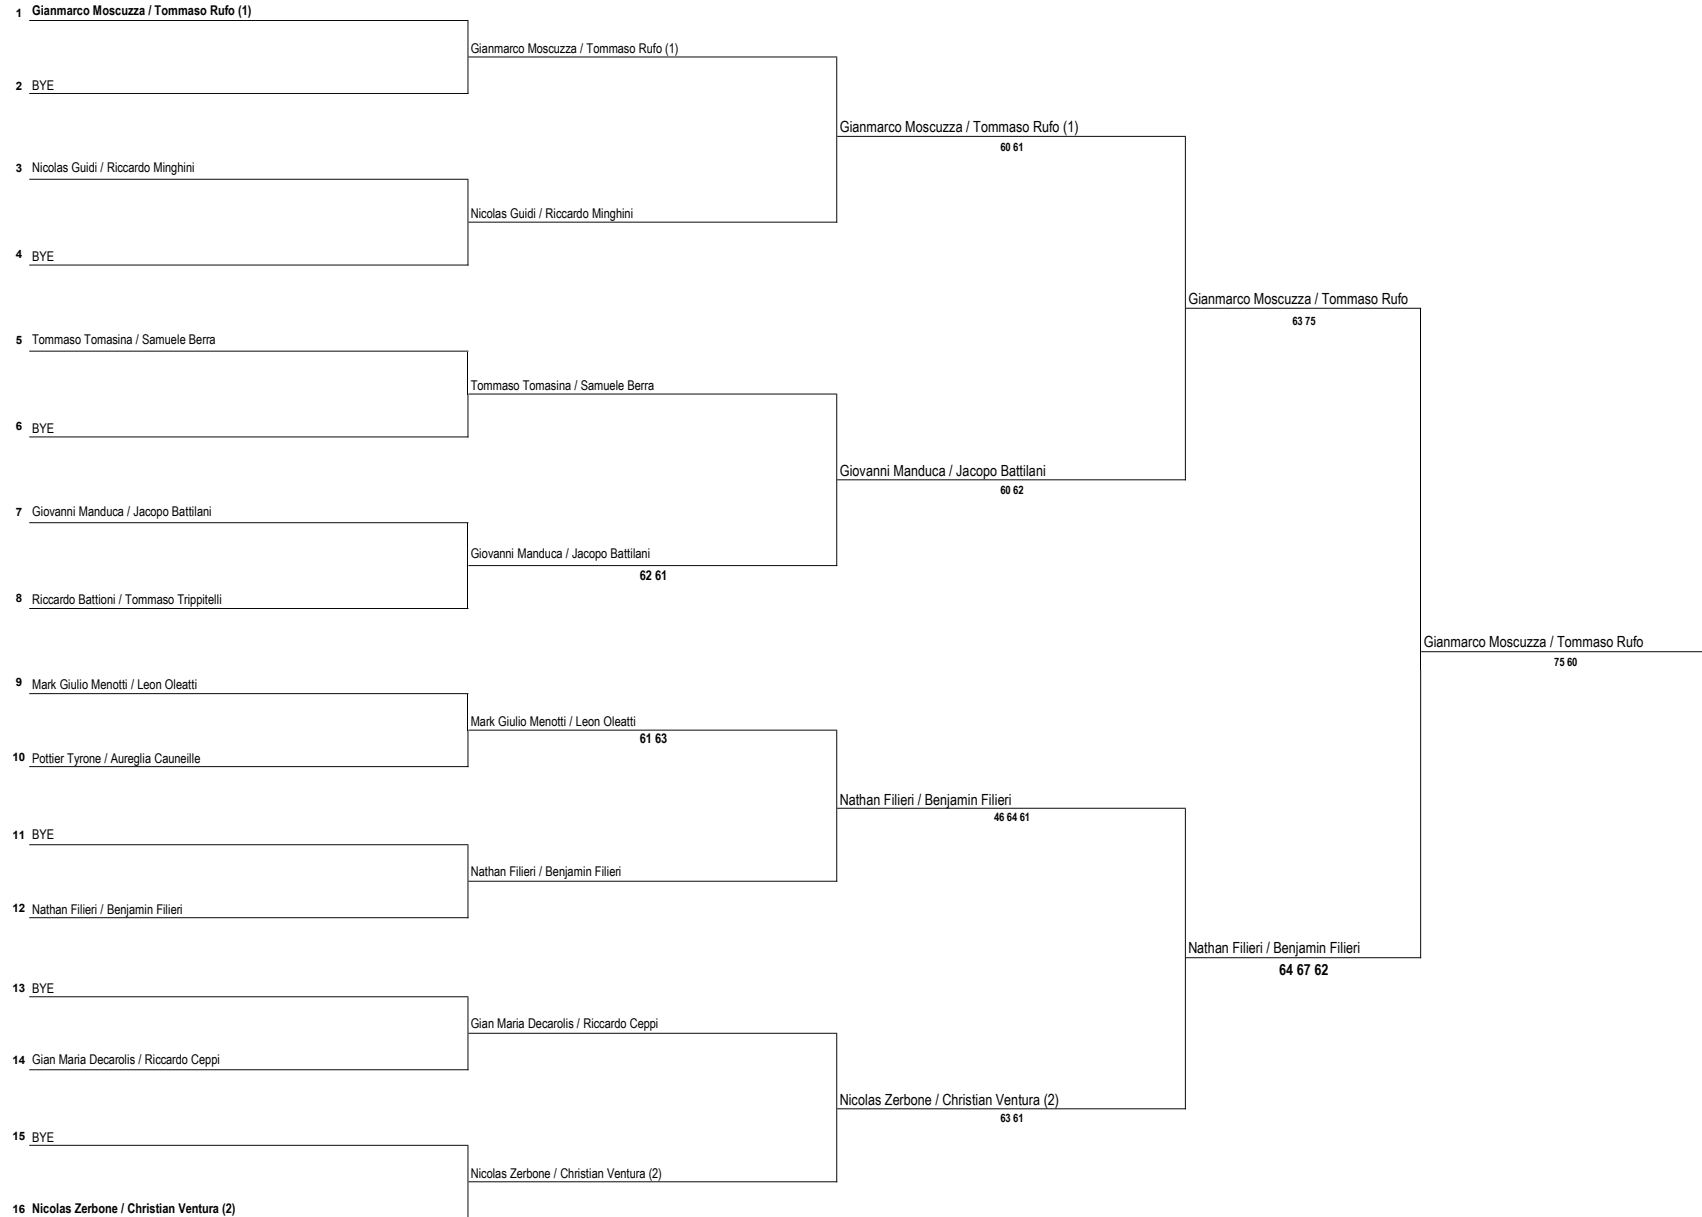 1 Gianmarco Moscuzza / Tommaso Rufo (1)
Gianmarco Moscuzza / Tommaso Rufo (1)
2 BYE
Gianmarco Moscuzza / Tommaso Rufo (1)
60 61
3 Nicolas Guidi / Riccardo Minghini
Nicolas Guidi / Riccardo Minghini
4 BYE
Gianmarco Moscuzza / Tommaso Rufo
63 75
5 Tommaso Tomasina / Samuele Berra
Tommaso Tomasina / Samuele Berra
6 BYE
Giovanni Manduca / Jacopo Battilani
60 62
7 Giovanni Manduca / Jacopo Battilani
Giovanni Manduca / Jacopo Battilani
62 61
8 Riccardo Battioni / Tommaso Trippitelli
Gianmarco Moscuzza / Tommaso Rufo
75 60
9 Mark Giulio Menotti / Leon Oleatti
Mark Giulio Menotti / Leon Oleatti
61 63
10 Pottier Tyrone / Aureglia Cauneille
Nathan Filieri / Benjamin Filieri
46 64 61
11 BYE
Nathan Filieri / Benjamin Filieri
12 Nathan Filieri / Benjamin Filieri
Nathan Filieri / Benjamin Filieri
64 67 62
13 BYE
Gian Maria Decarolis / Riccardo Ceppi
14 Gian Maria Decarolis / Riccardo Ceppi
Nicolas Zerbone / Christian Ventura (2)
63 61
15 BYE
Nicolas Zerbone / Christian Ventura (2)
16 Nicolas Zerbone / Christian Ventura (2)